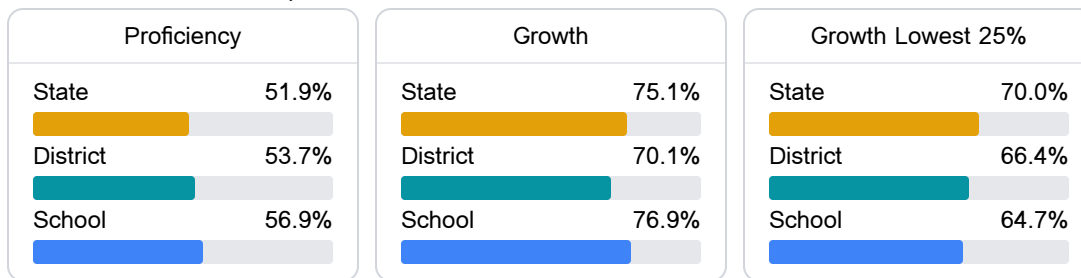 Proficiency
State 51.9%
District 53.7%
School 56.9%
Growth
State 75.1%
District 70.1%
School 76.9%
Growth Lowest 25%
State 70.0%
District 66.4%
School 64.7%